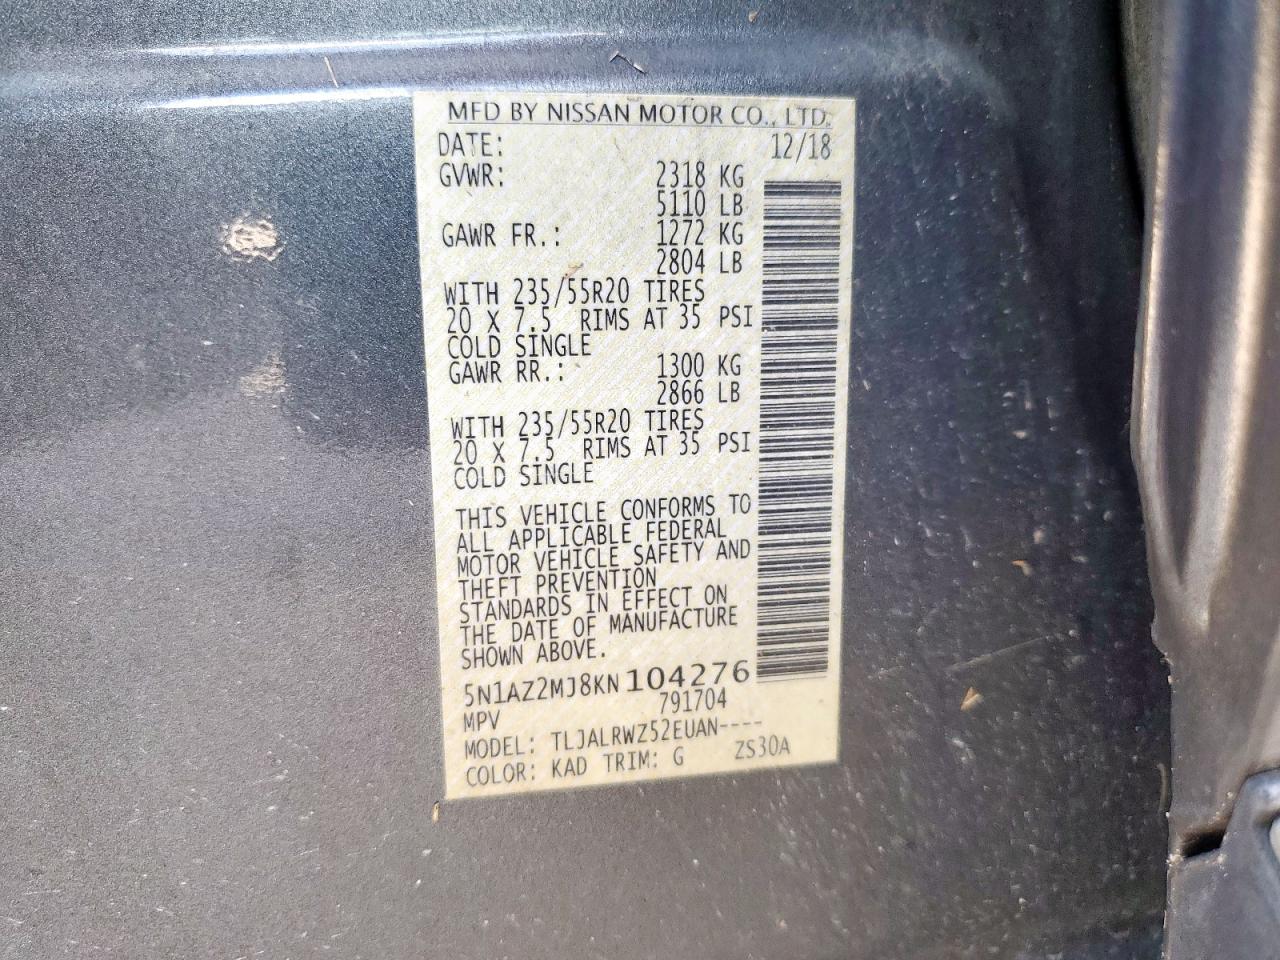 MFD BY NISSAN MOTOR CO., LTD.
DATE: 12/18
GVWR: 2318 KG
5110 LB
GAWR FR.: 1272 KG
2804 LB
WITH 235/55R20 TIRES
20 X 7.5 RIMS AT 35 PSI
COLD SINGLE
GAWR RR.: 1300 KG
2866 LB
WITH 235/55R20 TIRES
20 X 7.5 RIMS AT 35 PSI
COLD SINGLE
THIS VEHICLE CONFORMS TO
ALL APPLICABLE FEDERAL
MOTOR VEHICLE SAFETY AND
THEFT PREVENTION
STANDARDS IN EFFECT ON
THE DATE OF MANUFACTURE
SHOWN ABOVE.
5N1AZ2MJ8KN104276
791704
MPV
MODEL: TLJALRWZ52EUAN----
COLOR: KAD TRIM: G ZS30A